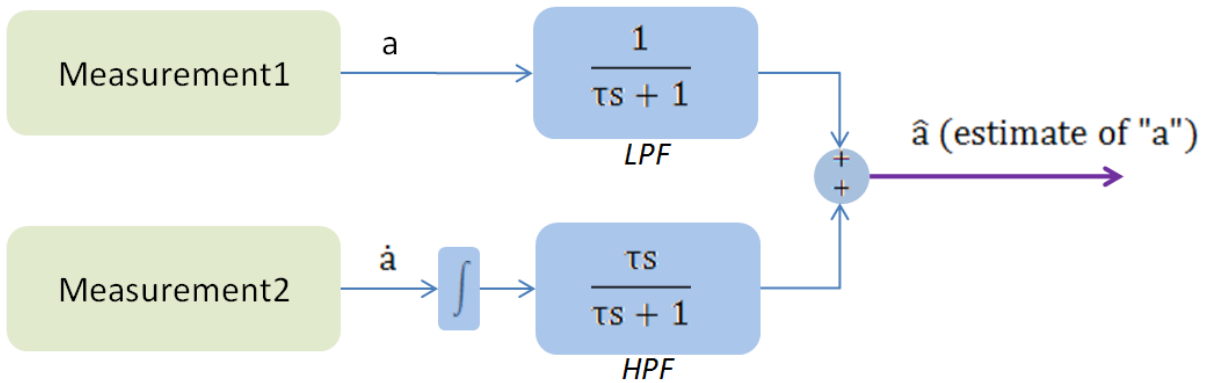 Measurement1
a
1
τs + 1
LPF
+
+
â (estimate of "a")
Measurement2
ȧ
∫
τs
τs + 1
HPF